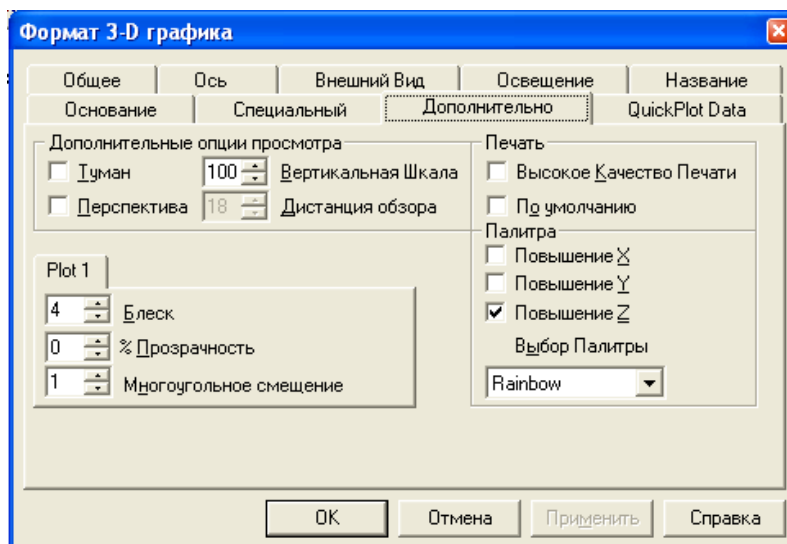 Формат 3-D графика
Общее Ось Внешний Вид Освещение Название
Основание Специальный Дополнительно QuickPlot Data
Дополнительные опции просмотра
Туман 100 Вертикальная Шкала
Перспектива 18 Дистанция обзора
Печать
Высокое Качество Печати
По умолчанию
Палитра
Повышение X
Повышение Y
Повышение Z
Выбор Палитры
Rainbow
Plot 1
4 Блеск
0 % Прозрачность
1 Многоугольное смещение
OK Отмена Применить Справка